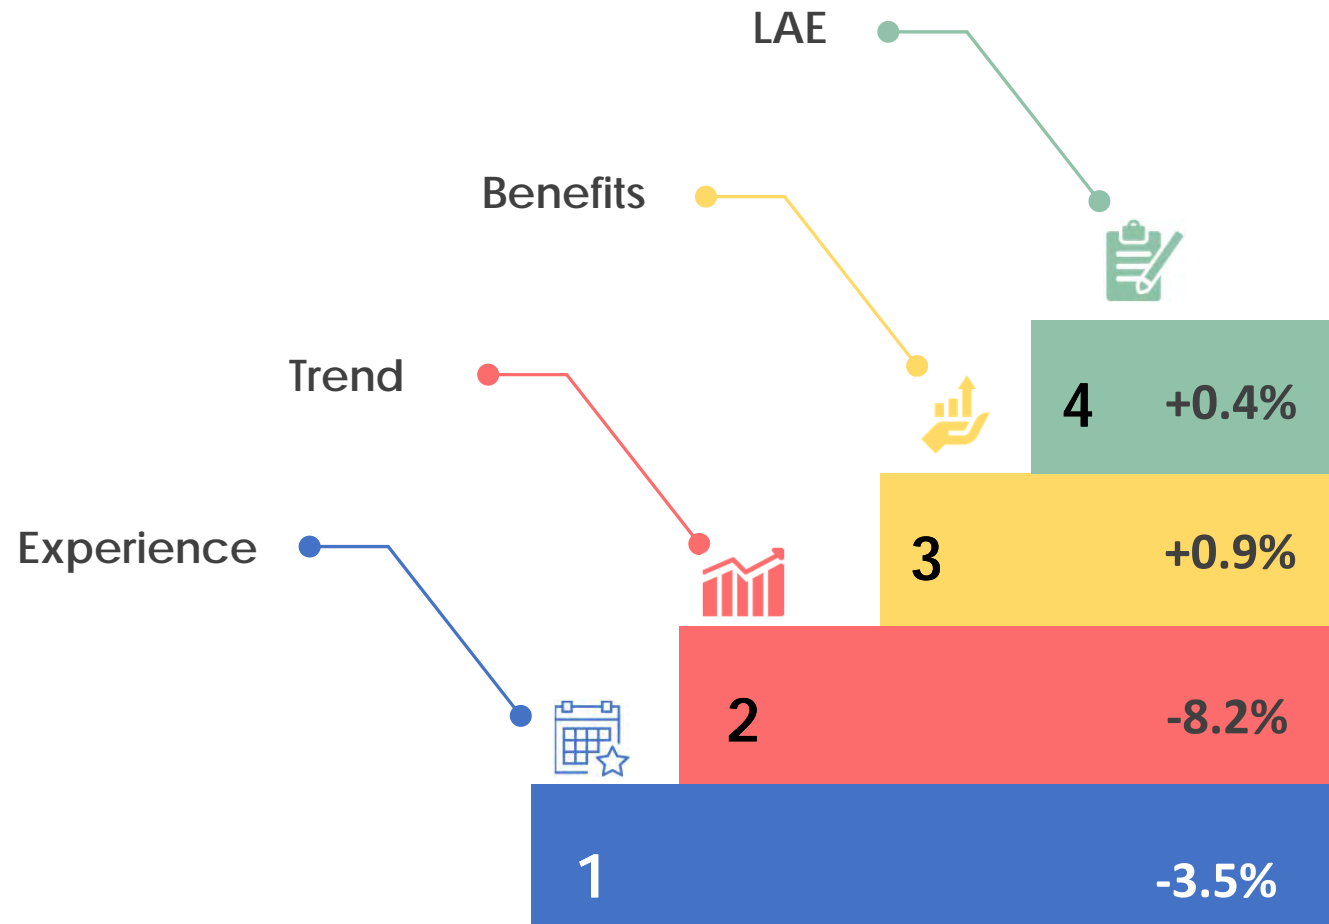 LAE
Benefits
Trend
Experience
4 +0.4%
3 +0.9%
2 -8.2%
1 -3.5%